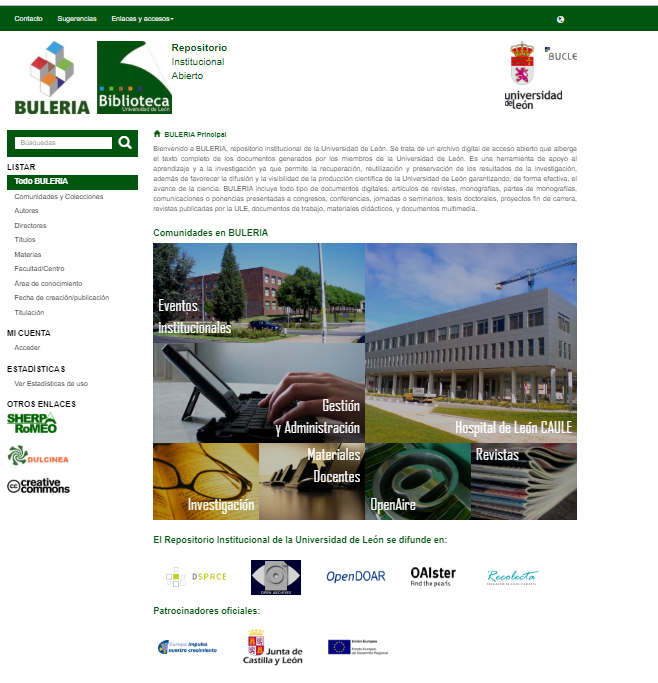 Contacto Sugerencias Enlaces y accesos
BULERIA
Biblioteca
Universidad de León
Repositorio
Institucional
Abierto
universidad
de león
BUCLE
Búsquedas
LISTAR
Todo BULERIA
Comunidades y Colecciones
Autores
Directores
Títulos
Materias
Facultad/Centro
Área de conocimiento
Fecha de creación/publicación
Titulación
MI CUENTA
Acceder
ESTADÍSTICAS
Ver Estadísticas de uso
OTROS ENLACES
SHERPA
RoMEO
DULCINEA
cc creative
commons
BULERIA Principal
Bienvenido a BULERIA, repositorio institucional de la Universidad de León. Se trata de un archivo digital de acceso abierto que alberga
el texto completo de los documentos generados por los miembros de la Universidad de León. Es una herramienta de apoyo al
aprendizaje y a la investigación ya que permite la recuperación, reutilización y preservación de los resultados de la investigación,
además de favorecer la difusión y la visibilidad de la producción científica de la Universidad de León garantizando, de forma efectiva, el
avance de la ciencia. BULERIA incluye todo tipo de documentos digitales: artículos de revistas, monografías, partes de monografías,
comunicaciones o ponencias presentadas a congresos, conferencias, jornadas o seminarios, tesis doctorales, proyectos fin de carrera,
revistas publicadas por la ULE, documentos de trabajo, materiales didácticos, y documentos multimedia.
Comunidades en BULERIA
Eventos
institucionales
Gestión
y Administración
Hospital de León CAULE
Investigación
Materiales
Docentes
OpenAire
Revistas
El Repositorio Institucional de la Universidad de León se difunde en:
DSPACE
OPEN ARCHIVES
OpenDOAR
OAIster
Find the pearls
Recolecta
Patrocinadores oficiales:
Europa impulsa
nuestro crecimiento
Junta de
Castilla y León
Fondo Europeo
de Desarrollo Regional